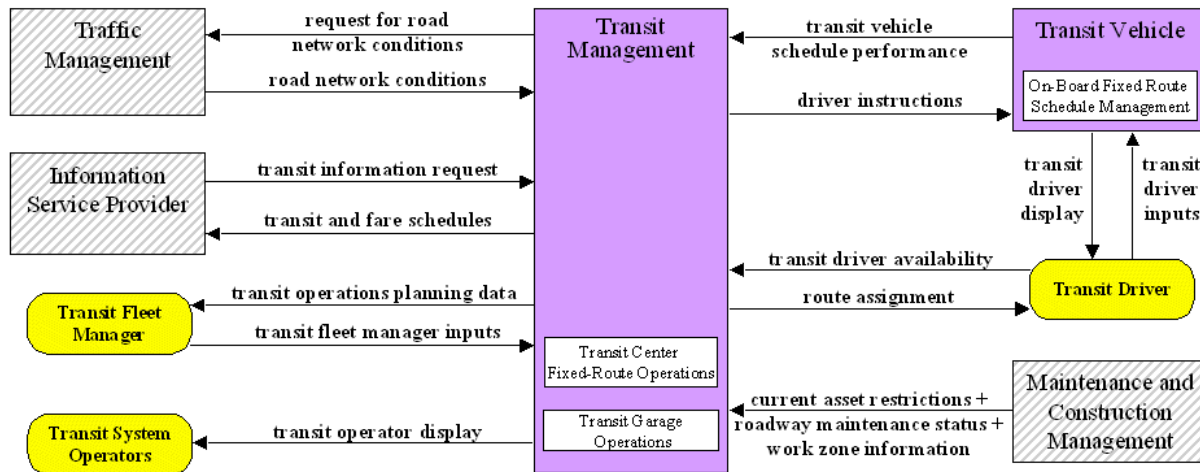 Traffic
Management
request for road
network conditions
road network conditions
Information
Service Provider
transit information request
transit and fare schedules
Transit Fleet
Manager
transit operations planning data
transit fleet manager inputs
Transit System
Operators
transit operator display
Transit
Management
Transit Center
Fixed-Route Operations
Transit Garage
Operations
transit vehicle
schedule performance
driver instructions
Transit Vehicle
On-Board Fixed Route
Schedule Management
transit
driver
display
transit
driver
inputs
transit driver availability
route assignment
Transit Driver
current asset restrictions +
roadway maintenance status +
work zone information
Maintenance and
Construction
Management